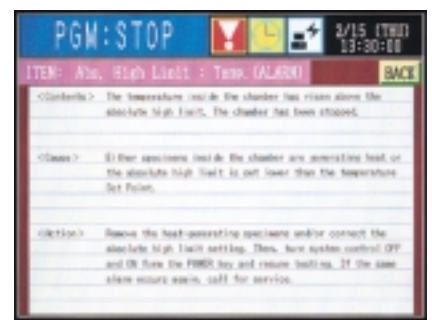 PGM:STOP
2/15 (THU)
13:30:00
ITEM: Abs. High Limit : Temp. (ALARM)
BACK
<Contents> The temperature inside the chamber has risen above the
absolute high limit. The chamber has been stopped.
<Cause> Either specimens inside the chamber are generating heat or
the absolute high limit is set lower than the temperature
Set Point.
<Action> Remove the heat-generating specimens and/or correct the
absolute high limit setting. Then, turn system control OFF
and ON from the POWER key and resume testing. If the same
alarm occurs again, call for service.